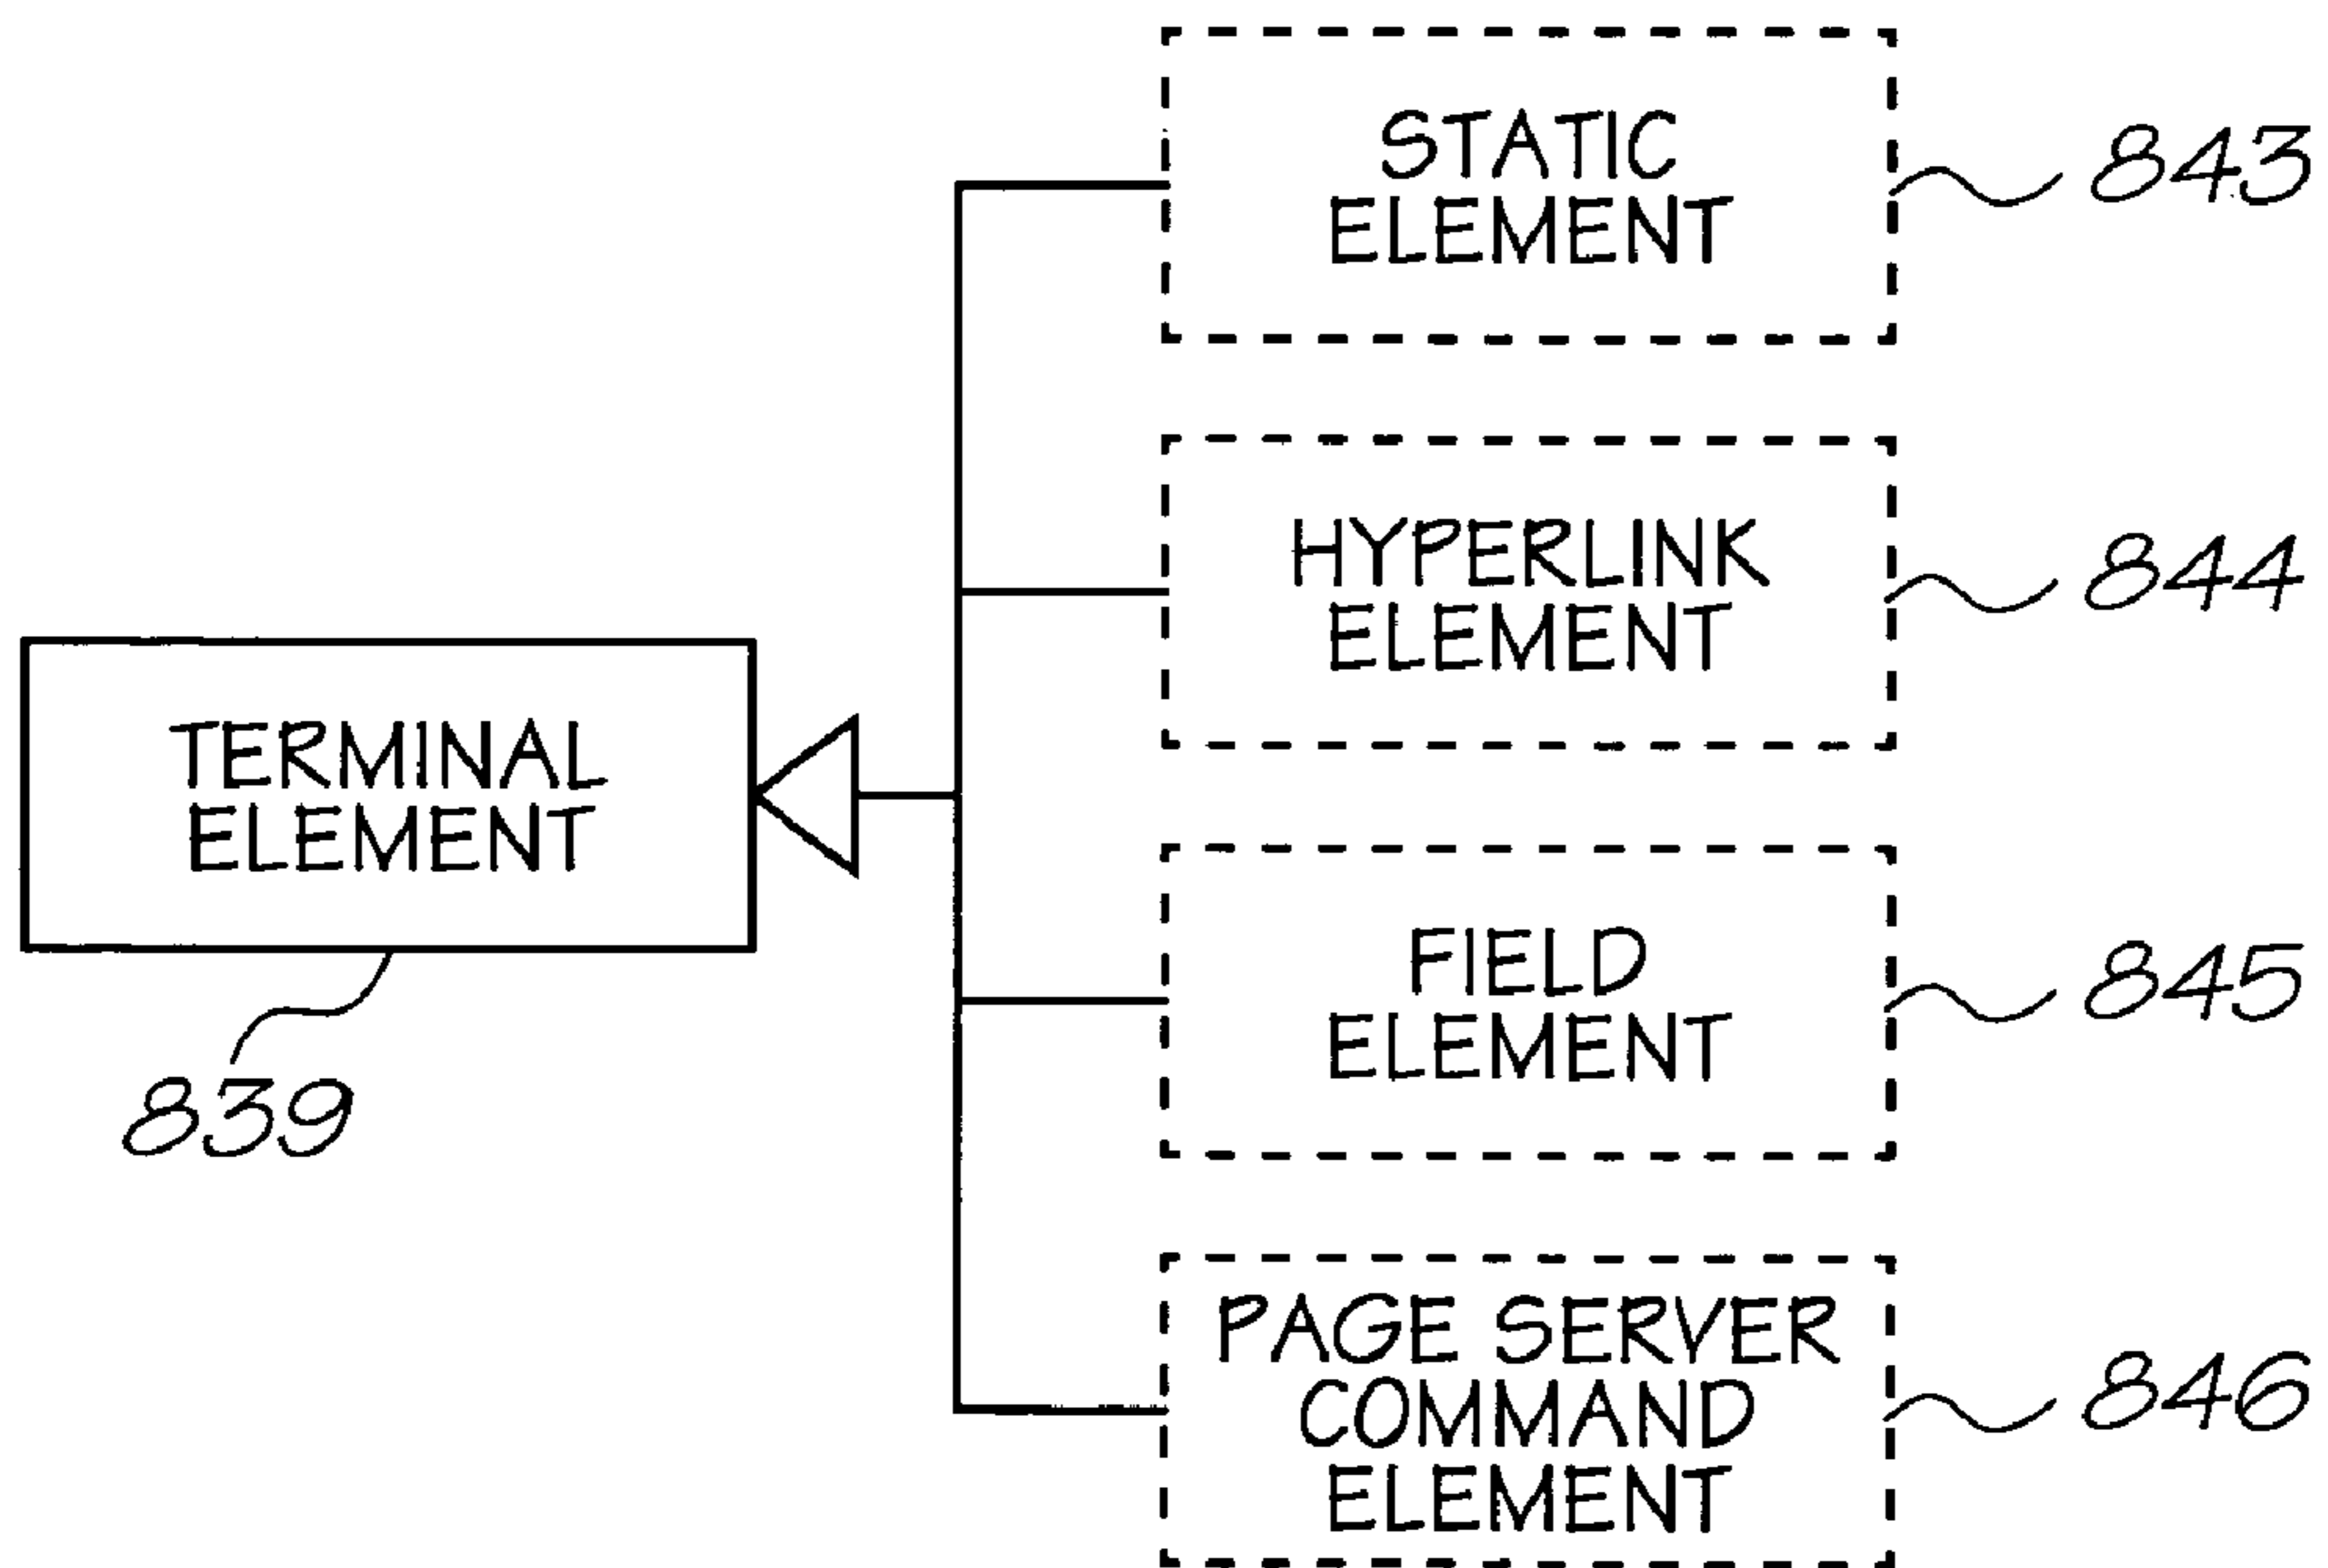 STATIC
ELEMENT
843
HYPERLINK
ELEMENT
844
TERMINAL
ELEMENT
839
FIELD
ELEMENT
845
PAGE SERVER
COMMAND
ELEMENT
846